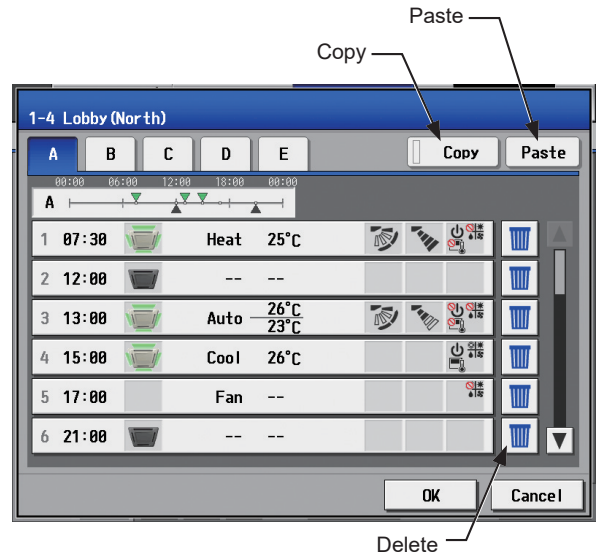 Paste
Copy
1-4 Lobby(North)
A B C D E Copy Paste
00:00 06:00 12:00 18:00 00:00
A
1 07:30 Heat 25°C
2 12:00 -- --
3 13:00 Auto 26°C
23°C
4 15:00 Cool 26°C
5 17:00 Fan --
6 21:00 -- --
OK Cancel
Delete